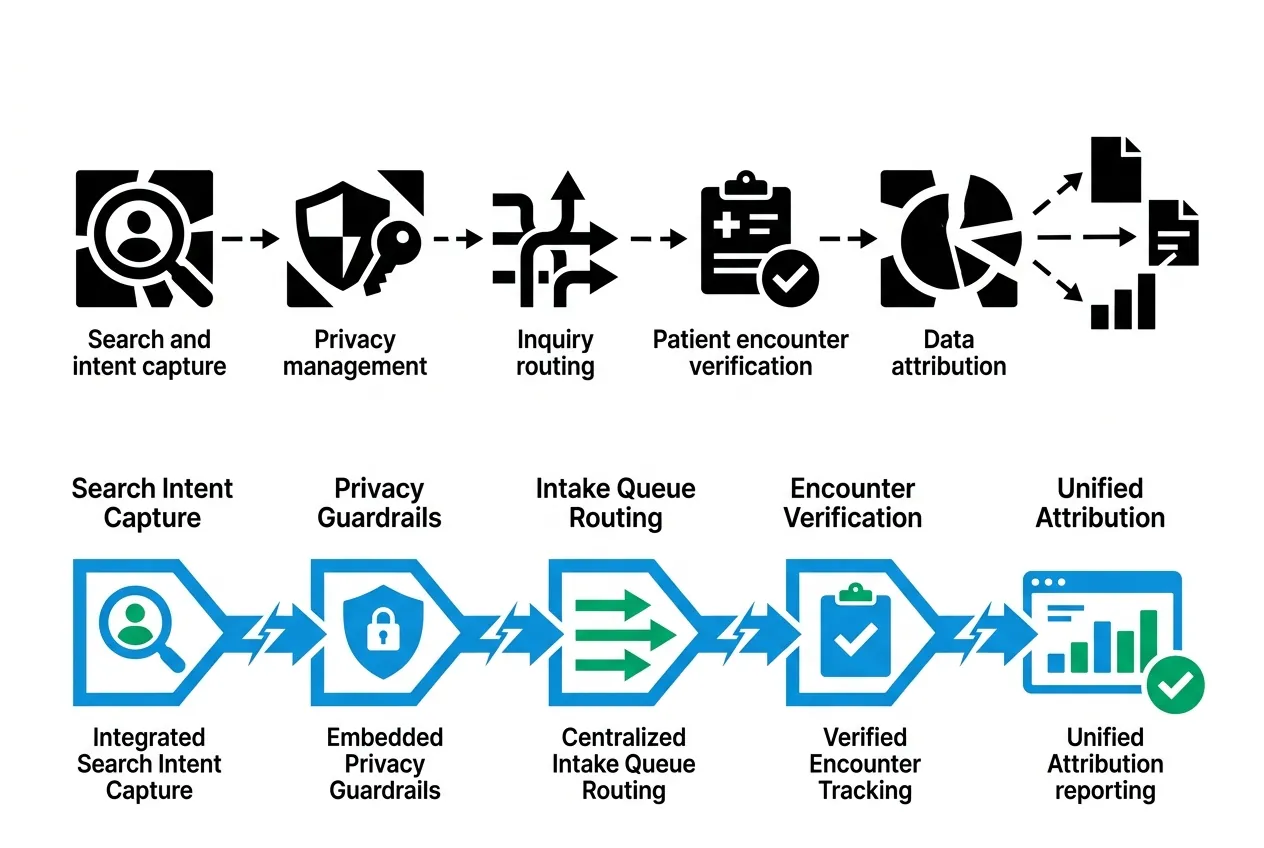 Search and
intent capture
Privacy
management
Inquiry
routing
Patient encounter
verification
Data
attribution
Search Intent
Capture
Privacy
Guardrails
Intake Queue
Routing
Encounter
Verification
Unified
Attribution
Integrated
Search Intent
Capture
Embedded
Privacy
Guardrails
Centralized
Intake Queue
Routing
Verified
Encounter
Tracking
Unified
Attribution
reporting